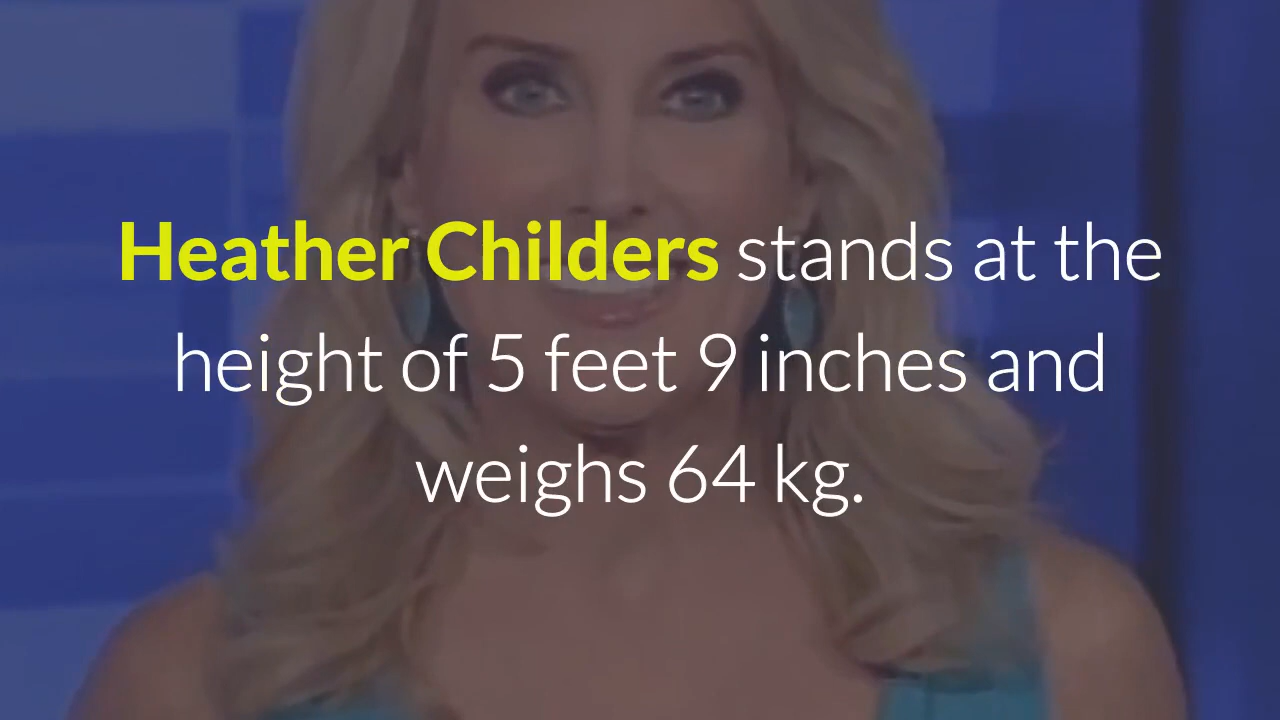 Heather Childers stands at the
height of 5 feet 9 inches and
weighs 64 kg.